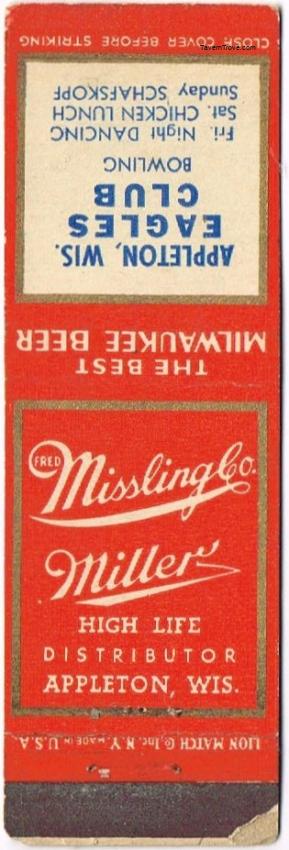 TavernTrove.com
CLOSE COVER BEFORE STRIKING
APPLETON, WIS.
EAGLES
CLUB
BOWLING
Fri. Night DANCING
Sat. CHICKEN LUNCH
Sunday SCHAFSKOPF
THE BEST
MILWAUKEE BEER
FRED Missling Co.
Miller
HIGH LIFE
DISTRIBUTOR
APPLETON, WIS.
LION MATCH Co. Inc. N.Y. MADE IN U.S.A